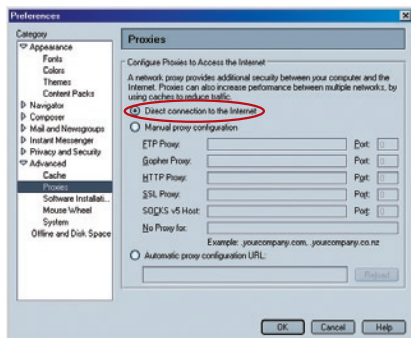 Preferences
Category
Appearance
Fonts
Colors
Themes
Content Packs
Navigator
Composer
Mail and Newsgroups
Instant Messenger
Privacy and Security
Advanced
Cache
Proxies
Software Installati...
Mouse Wheel
System
Offline and Disk Space
Proxies
Configure Proxies to Access the Internet
A network proxy provides additional security between your computer and the
Internet. Proxies can also increase performance between multiple networks, by
using caches to reduce traffic.
Direct connection to the Internet
Manual proxy configuration
FTP Proxy: Port: 0
Gopher Proxy: Port: 0
HTTP Proxy: Port: 0
SSL Proxy: Port: 0
SOCKS v5 Host: Port: 0
No Proxy for:
Example: .yourcompany.com, .yourcompany.co.nz
Automatic proxy configuration URL:
Reload
OK Cancel Help